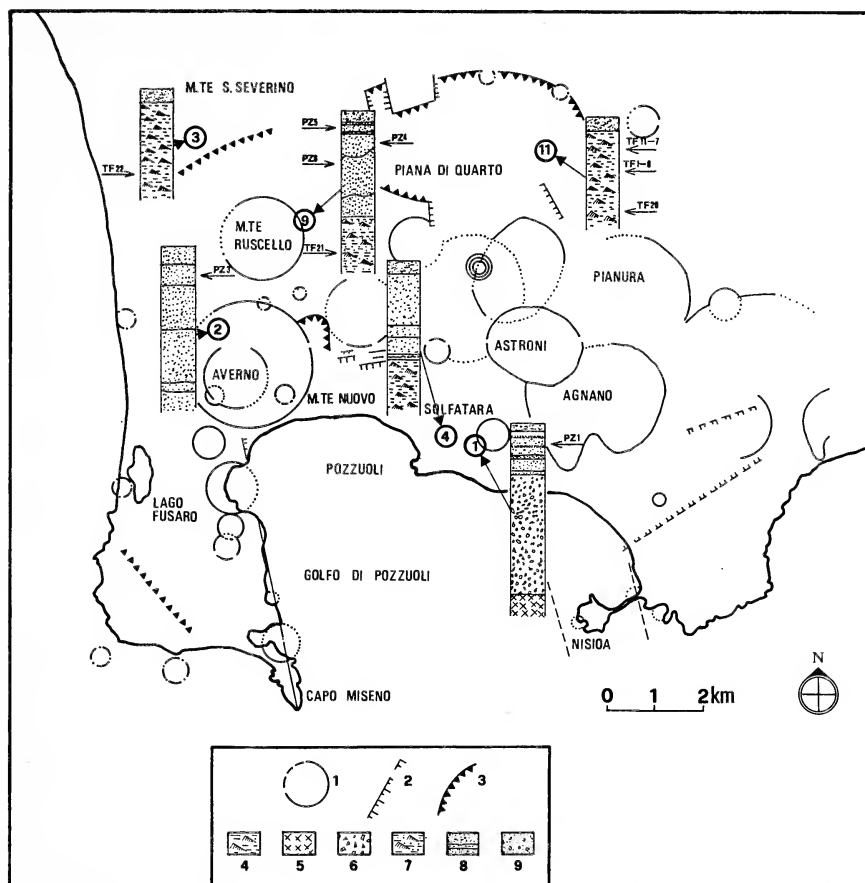 M.TE S. SEVERINO
3
TF22
PZ5
PZ4
PZ8
PIANA DI QUARTO
11
TF11-7
TF1-8
TF20
M.TE
RUSCELLO
9
TF21
PZ3
PIANURA
2
ASTRONI
AVERNO
M.TE NUOVO
AGNANO
SOLFATARA
4
1
PZ1
POZZUOLI
LAGO
FUSARO
GOLFO DI POZZUOLI
NISIDA
CAPO MISENO
N
0 1 2km
1 2 3
4 5 6 7 8 9